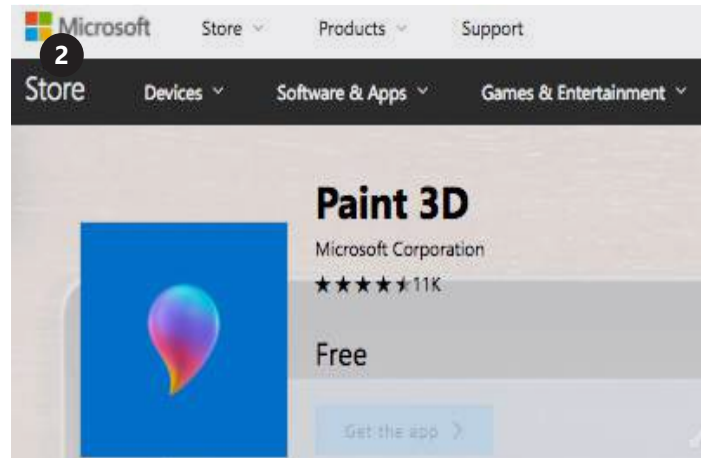 Microsoft Store Products Support
2
Store Devices Software & Apps Games & Entertainment
Paint 3D
Microsoft Corporation
★★★★⯨11K
Free
Get the app